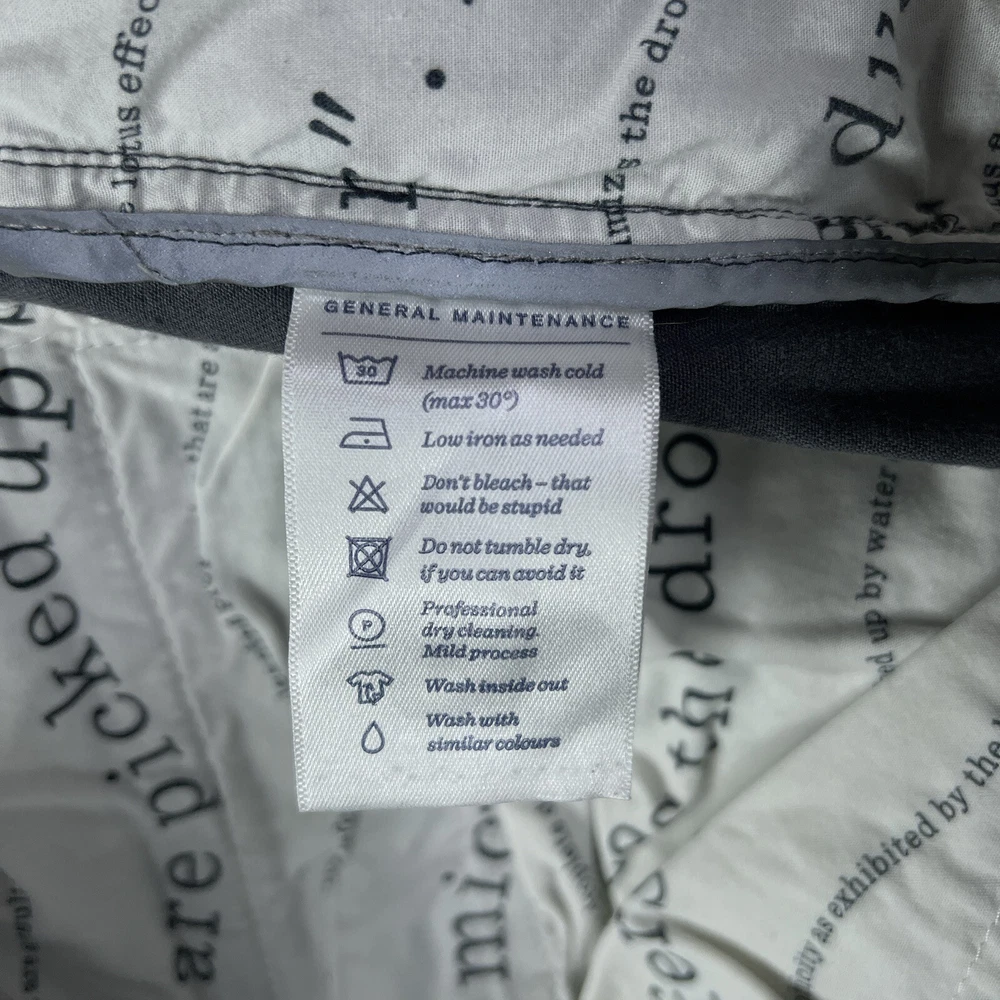 lotus effe
the dro
r"
GENERAL MAINTENANCE
30
Machine wash cold
(max 30°)
Low iron as needed
Don't bleach – that
would be stupid
Do not tumble dry,
if you can avoid it
P
Professional
dry cleaning.
Mild process
Wash inside out
Wash with
similar colours
that are
up
picked
are
dro
up by water
as exhibited by the